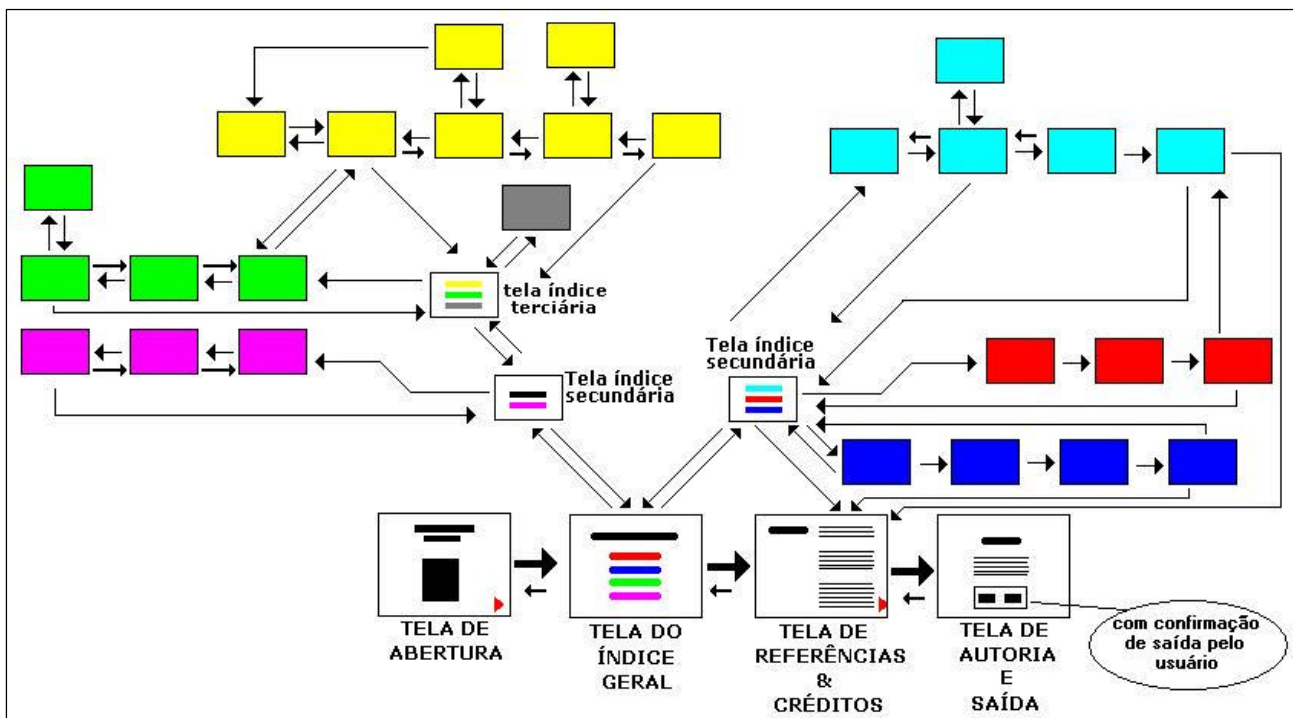 tela índice
terciária
Tela índice
secundária
Tela índice
secundária
TELA DE
ABERTURA
TELA DO
ÍNDICE
GERAL
TELA DE
REFERÊNCIAS
&
CRÉDITOS
TELA DE
AUTORIA
E
SAÍDA
com confirmação
de saída pelo
usuário